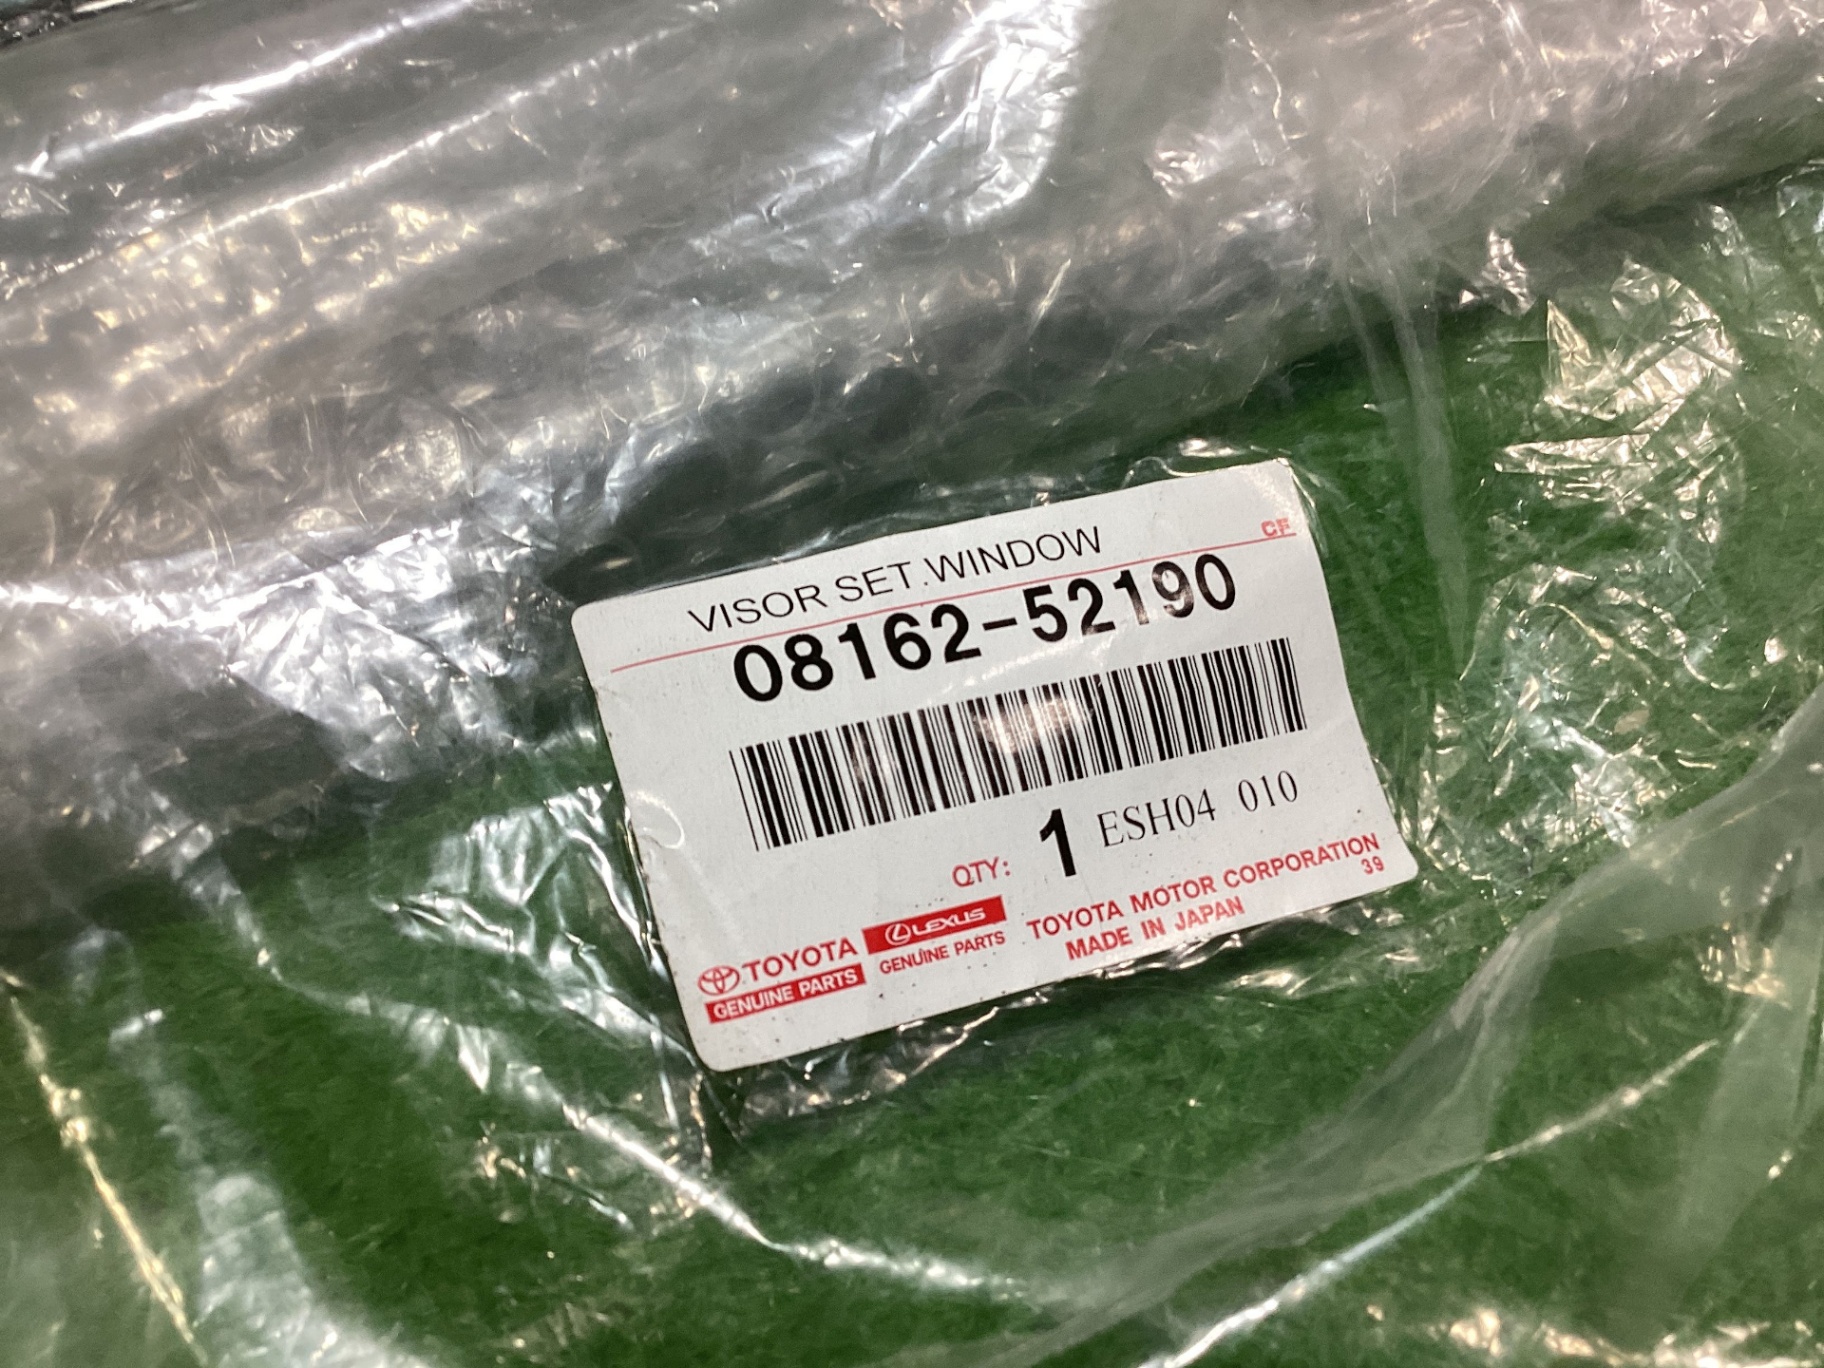 VISOR SET.WINDOW
CF
08162-52190
QTY: 1 ESH04 010
TOYOTA
GENUINE PARTS
LEXUS
GENUINE PARTS
TOYOTA MOTOR CORPORATION
MADE IN JAPAN
39